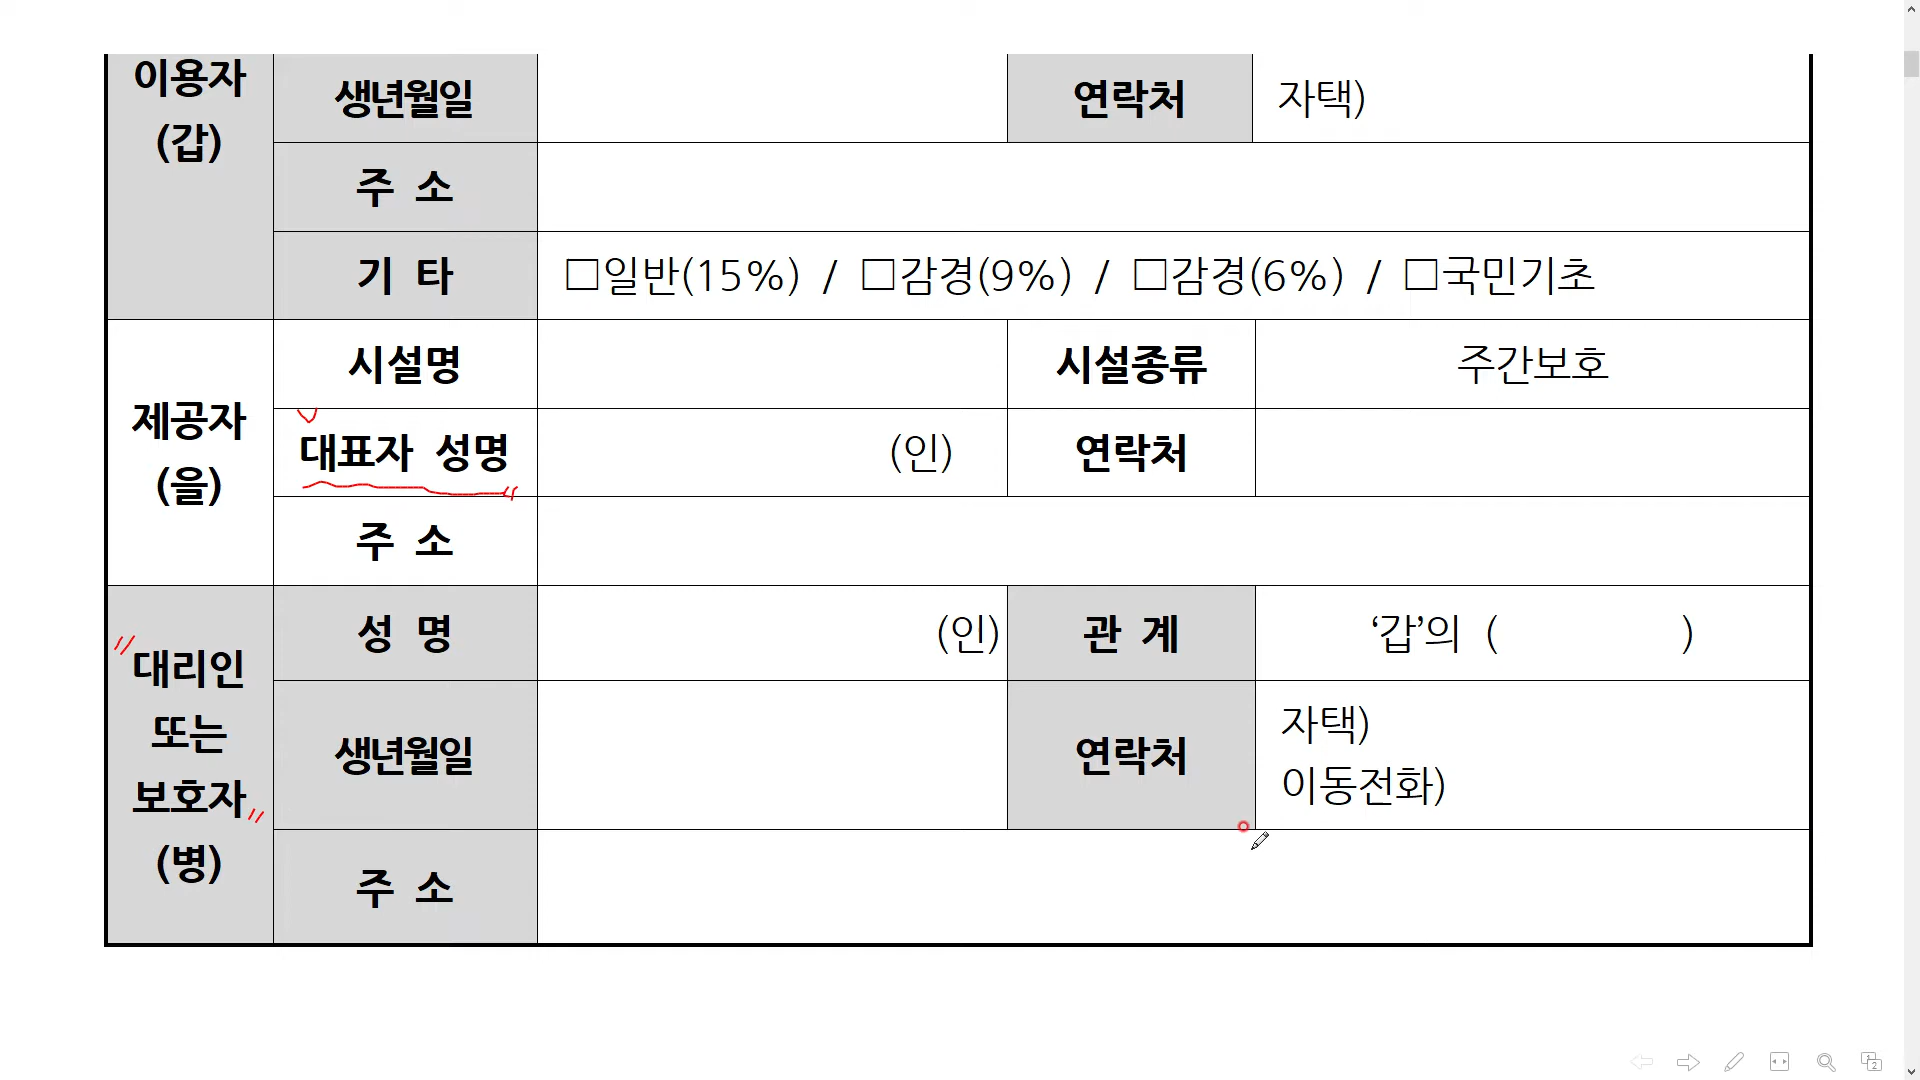 이용자
(갑)
생년월일
연락처
자택)
주 소
기 타
□일반(15%) / □감경(9%) / □감경(6%) / □국민기초
제공자
(을)
시설명
시설종류
주간보호
대표자 성명
(인)
연락처
주 소
대리인
또는
보호자
(병)
성 명
(인)
관 계
‘갑’의 ( )
생년월일
연락처
자택)
이동전화)
주 소